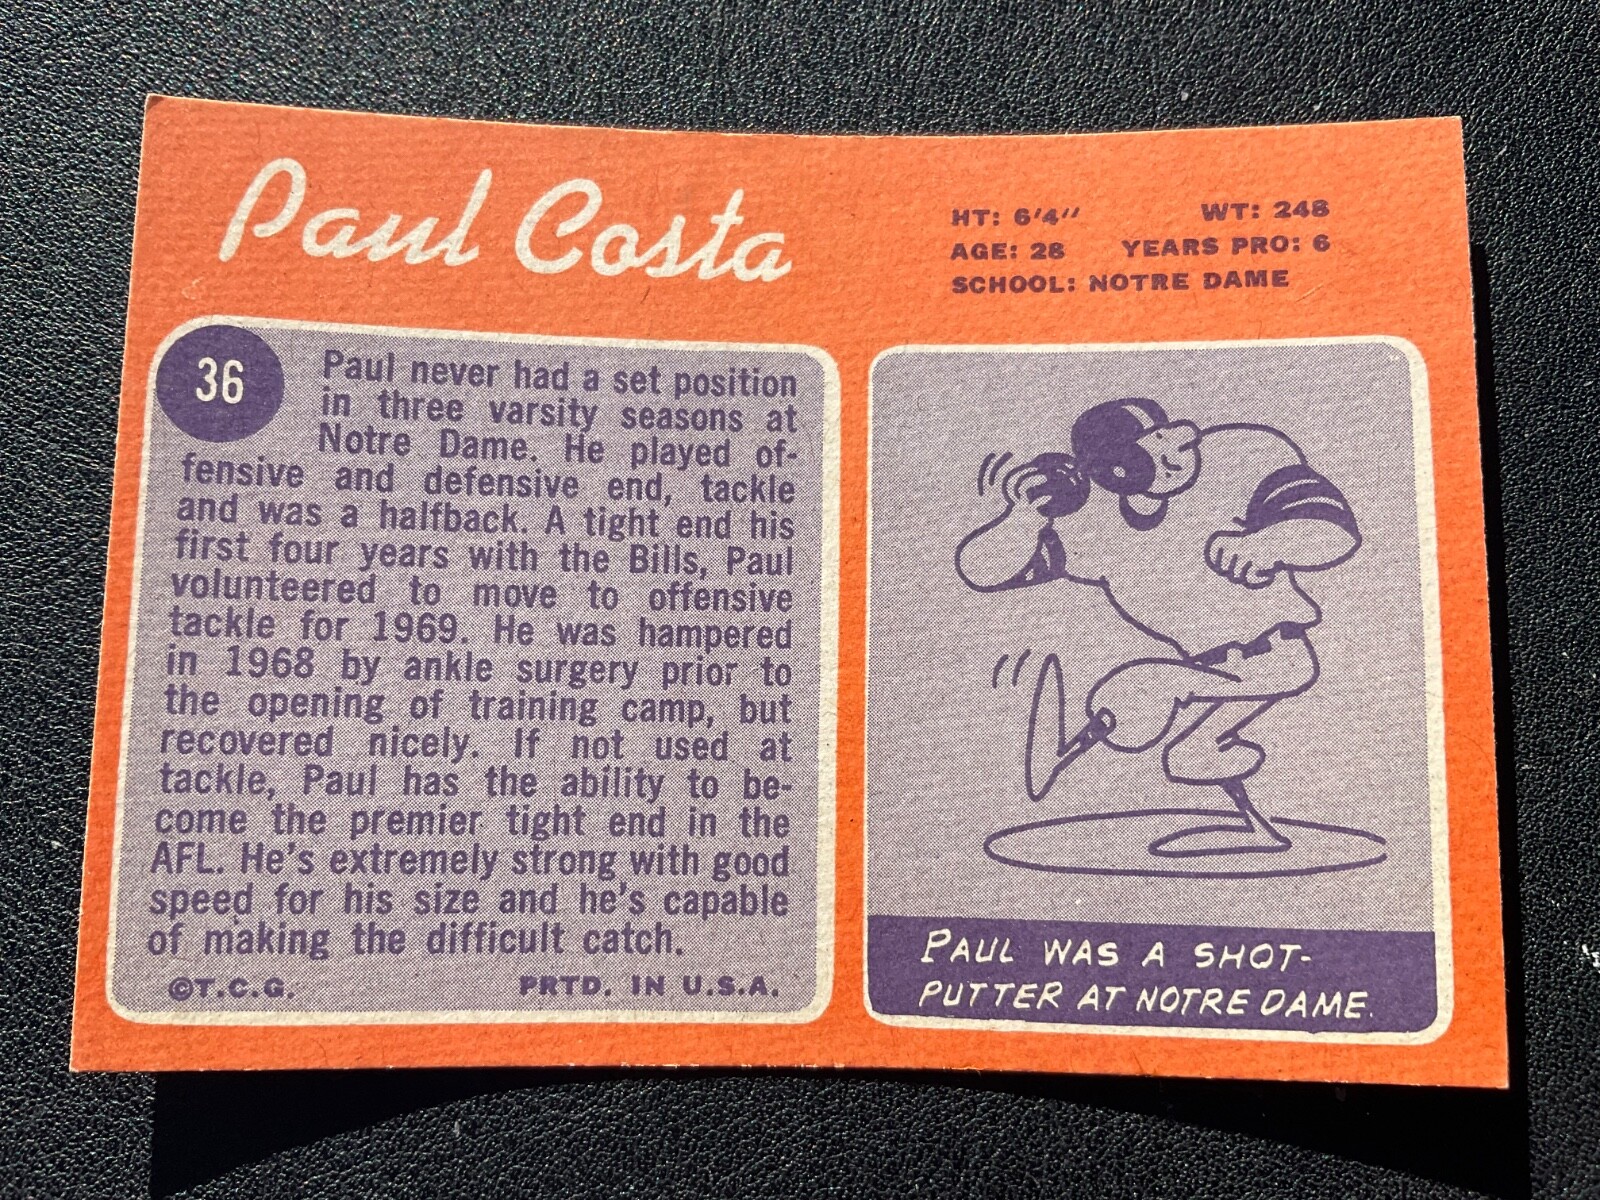 Paul Costa
HT: 6'4" WT: 248
AGE: 28 YEARS PRO: 6
SCHOOL: NOTRE DAME
36
Paul never had a set position
in three varsity seasons at
Notre Dame. He played of-
fensive and defensive end, tackle
and was a halfback. A tight end his
first four years with the Bills, Paul
volunteered to move to offensive
tackle for 1969. He was hampered
in 1968 by ankle surgery prior to
the opening of training camp, but
recovered nicely. If not used at
tackle, Paul has the ability to be-
come the premier tight end in the
AFL. He's extremely strong with good
speed for his size and he's capable
of making the difficult catch.
©T.C.G. PRTD. IN U.S.A.
PAUL WAS A SHOT-
PUTTER AT NOTRE DAME.